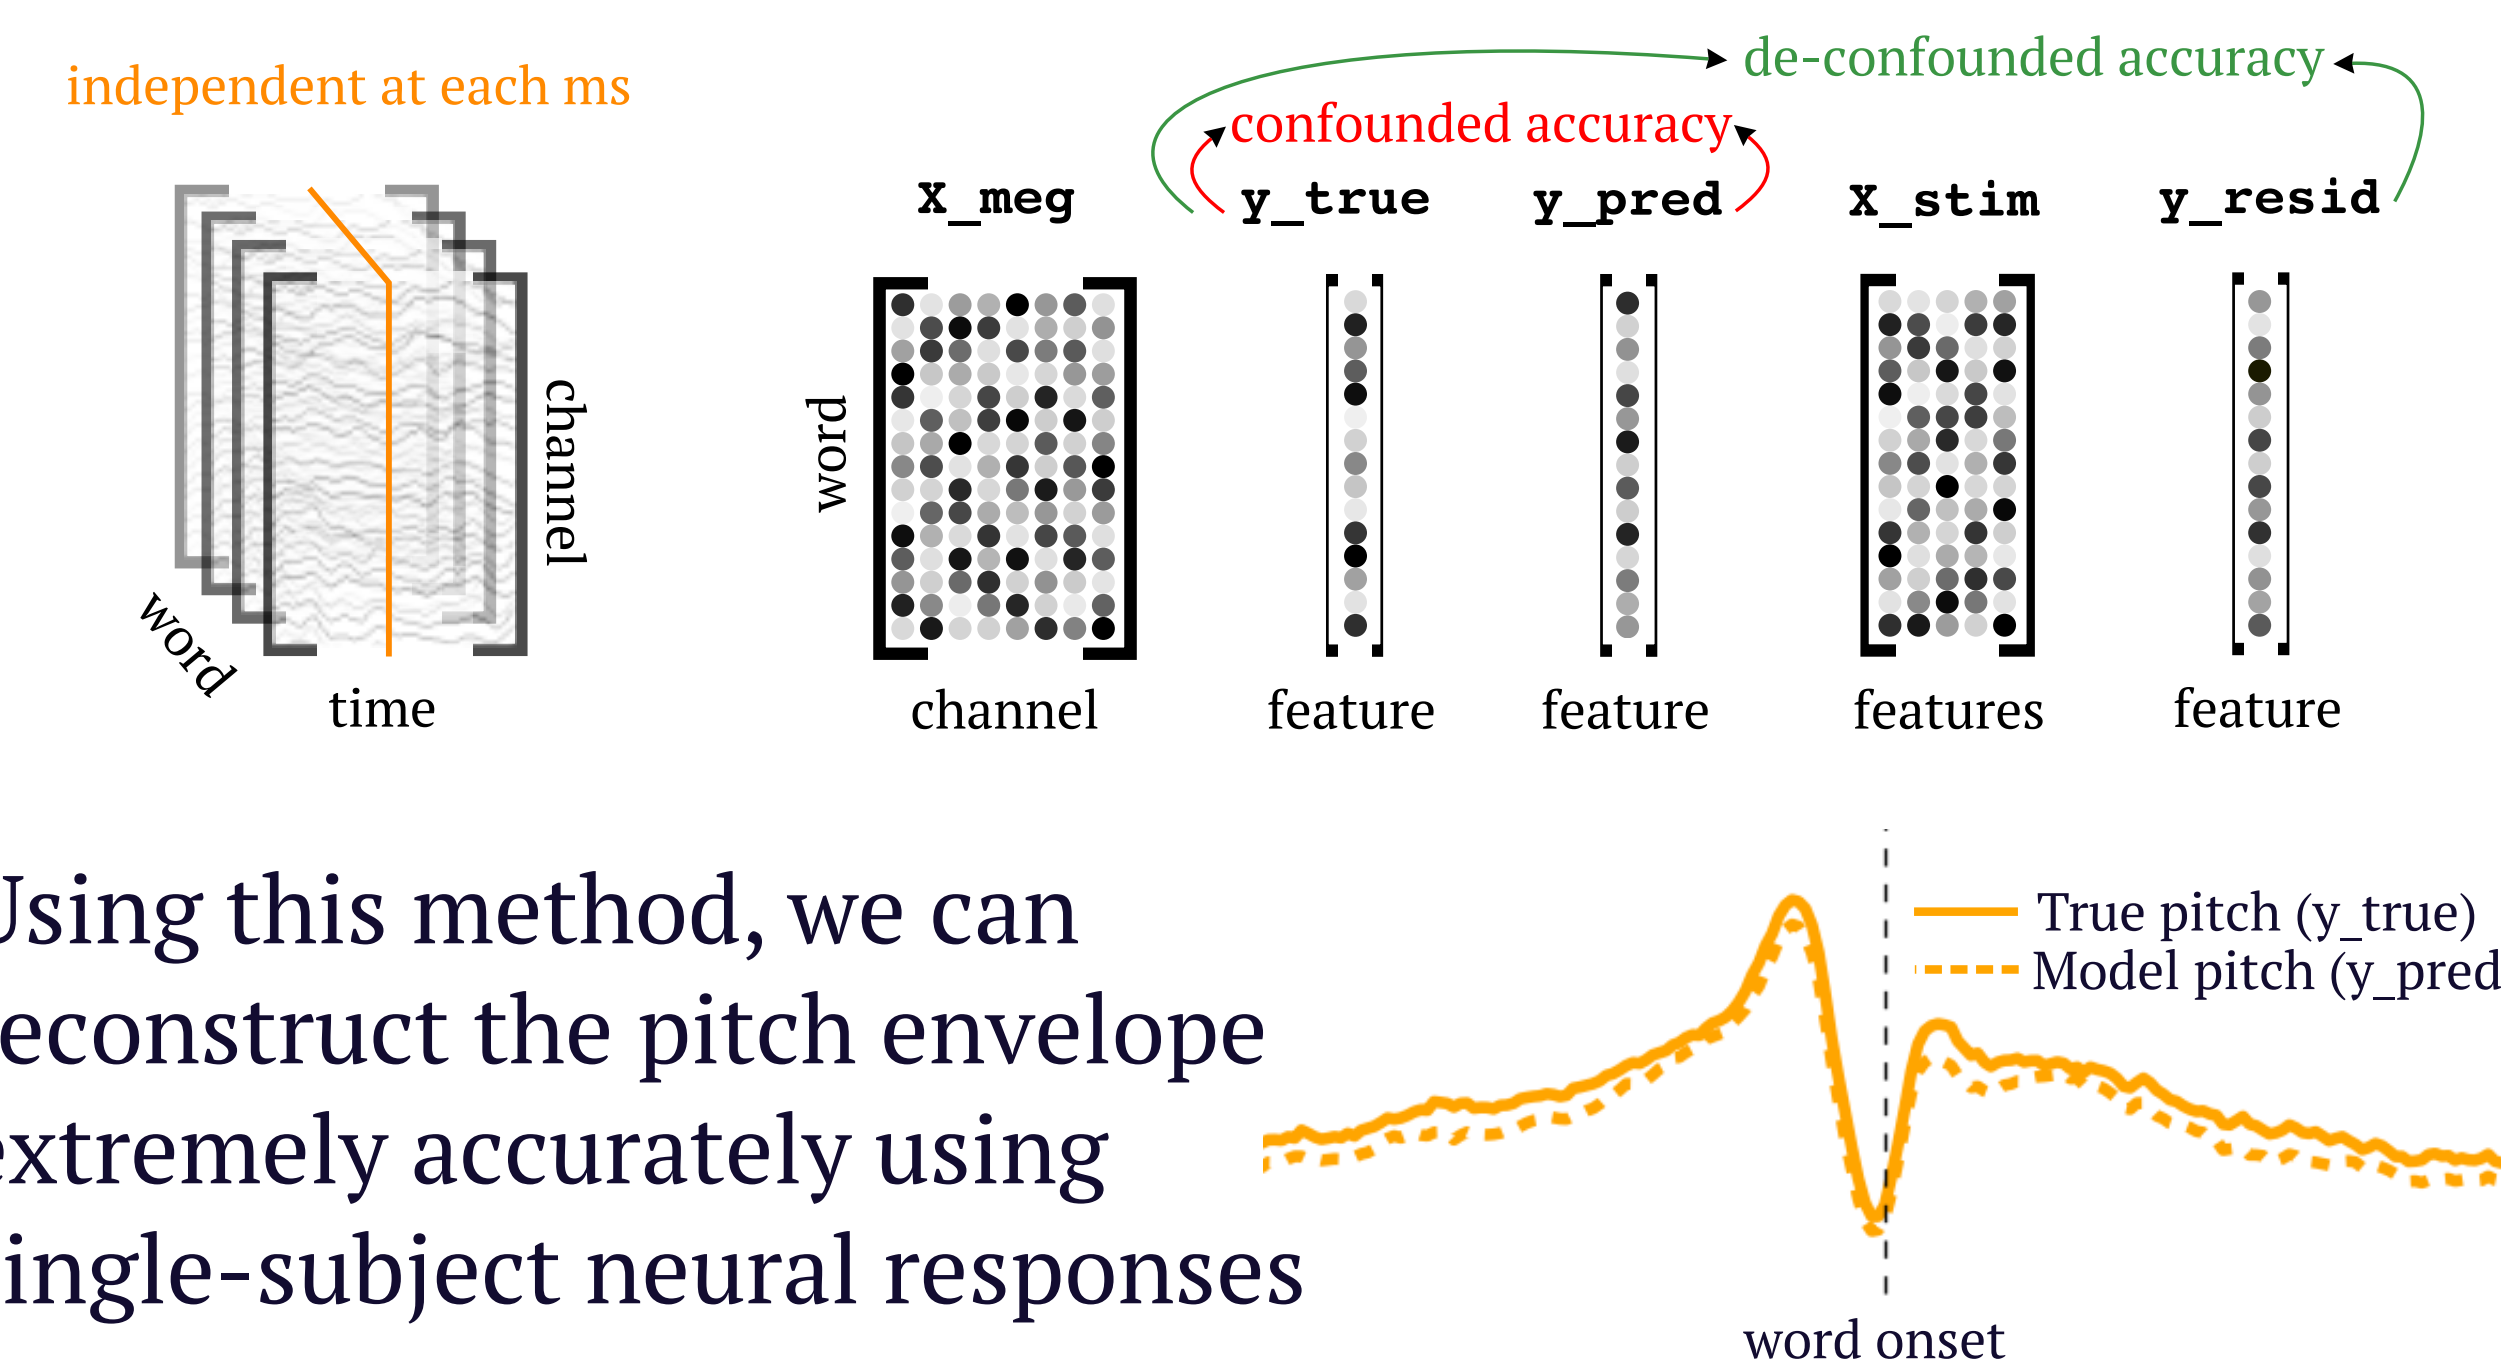 independent at each ms
de-confounded accuracy
confounded accuracy
X_meg
y_true
y_pred
X_stim
y_resid
channel
word
word
time
channel
feature
feature
features
feature
Using this method, we can
econstruct the pitch envelope
extremely accurately using
ingle-subject neural responses
True pitch (y_true)
Model pitch (y_pred
word onset